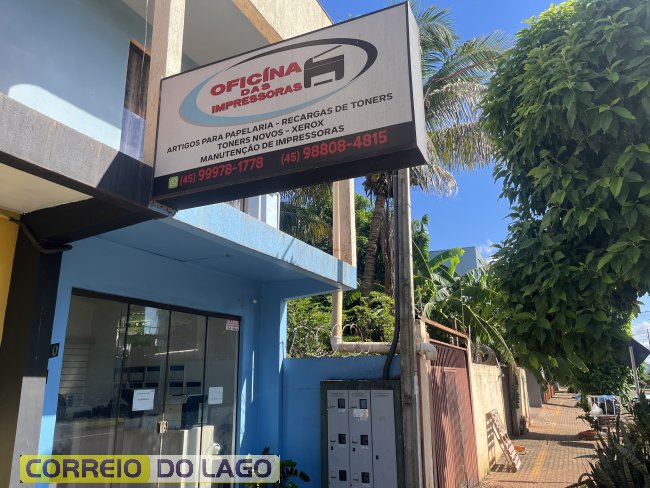 OFICÍNA
DAS
IMPRESSORAS
ARTIGOS PARA PAPELARIA - RECARGAS DE TONERS
TONERS NOVOS - XEROX
MANUTENÇÃO DE IMPRESSORAS
(45) 99978-1778 (45) 98808-4815
CORREIO DO LAGO